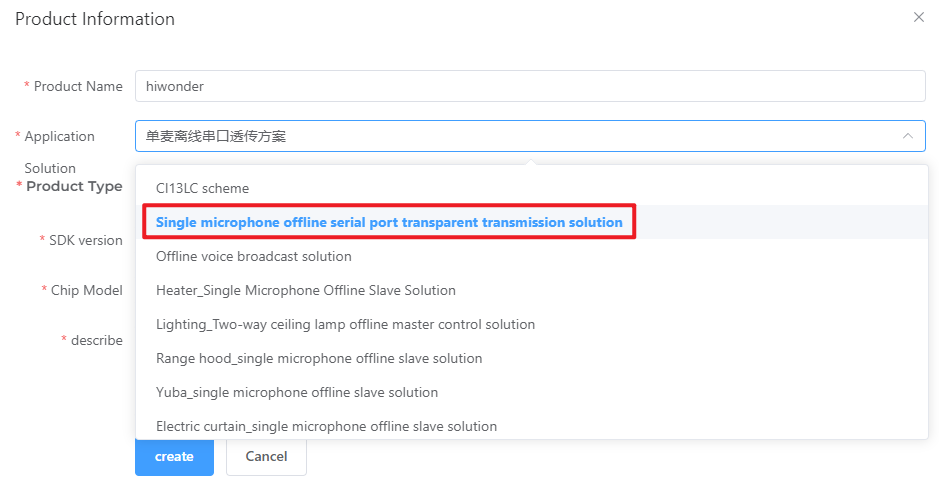 Product Information
* Product Name
hiwonder
* Application Solution
单麦离线串口透传方案
CI13LC scheme
Single microphone offline serial port transparent transmission solution
Offline voice broadcast solution
Heater_Single Microphone Offline Slave Solution
Lighting_Two-way ceiling lamp offline master control solution
Range hood_single microphone offline slave solution
Yuba_single microphone offline slave solution
Electric curtain_single microphone offline slave solution
* Product Type
* SDK version
* Chip Model
* describe
create
Cancel